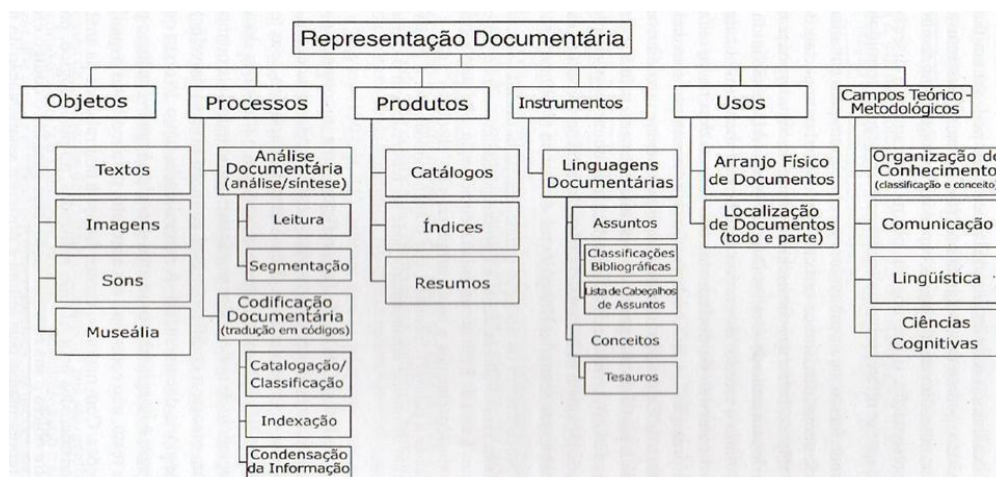 Representação Documentária
Objetos
Textos
Imagens
Sons
Museália
Processos
Análise
Documentária
(análise/síntese)
Leitura
Segmentação
Codificação
Documentária
(tradução em códigos)
Catalogação/
Classificação
Indexação
Condensação
da Informação
Produtos
Catálogos
Índices
Resumos
Instrumentos
Linguagens
Documentárias
Assuntos
Classificações
Bibliográficas
Lista de Cabeçalhos
de Assuntos
Conceitos
Tesauros
Usos
Arranjo Físico
de Documentos
Localização
de Documentos
(todo e parte)
Campos Teórico -
Metodológicos
Organização do
Conhecimento
(classificação e conceito)
Comunicação
Lingüística
Ciências
Cognitivas